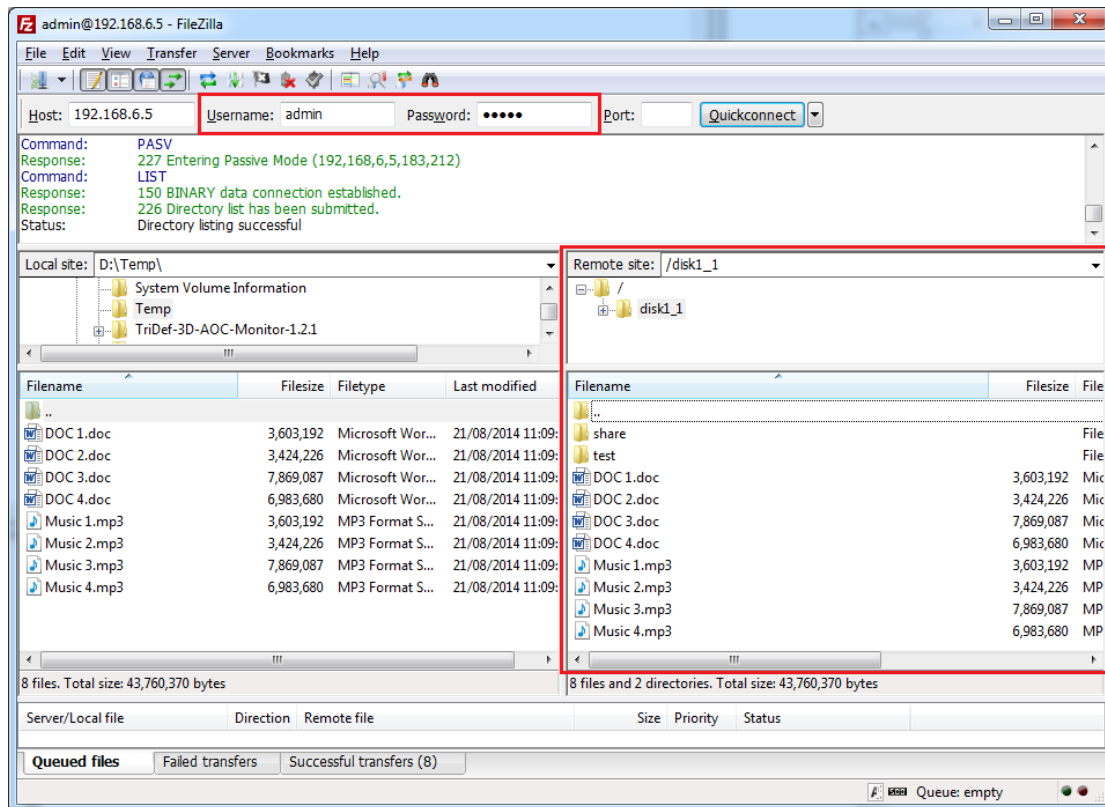 admin@192.168.6.5 - FileZilla
File Edit View Transfer Server Bookmarks Help
Host: 192.168.6.5 Username: admin Password: ●●●●● Port: Quickconnect
Command: PASV
Response: 227 Entering Passive Mode (192,168,6,5,183,212)
Command: LIST
Response: 150 BINARY data connection established.
Response: 226 Directory list has been submitted.
Status: Directory listing successful
Local site: D:\Temp\
System Volume Information
Temp
TriDef-3D-AOC-Monitor-1.2.1
Filename Filesize Filetype Last modified
..
DOC 1.doc 3,603,192 Microsoft Wor... 21/08/2014 11:09:
DOC 2.doc 3,424,226 Microsoft Wor... 21/08/2014 11:09:
DOC 3.doc 7,869,087 Microsoft Wor... 21/08/2014 11:09:
DOC 4.doc 6,983,680 Microsoft Wor... 21/08/2014 11:09:
Music 1.mp3 3,603,192 MP3 Format S... 21/08/2014 11:09:
Music 2.mp3 3,424,226 MP3 Format S... 21/08/2014 11:09:
Music 3.mp3 7,869,087 MP3 Format S... 21/08/2014 11:09:
Music 4.mp3 6,983,680 MP3 Format S... 21/08/2014 11:09:
8 files. Total size: 43,760,370 bytes
Remote site: /disk1_1
/
disk1_1
Filename Filesize File
..
share File
test File
DOC 1.doc 3,603,192 Mic
DOC 2.doc 3,424,226 Mic
DOC 3.doc 7,869,087 Mic
DOC 4.doc 6,983,680 Mic
Music 1.mp3 3,603,192 MP
Music 2.mp3 3,424,226 MP
Music 3.mp3 7,869,087 MP
Music 4.mp3 6,983,680 MP
8 files and 2 directories. Total size: 43,760,370 bytes
Server/Local file Direction Remote file Size Priority Status
Queued files Failed transfers Successful transfers (8)
Queue: empty